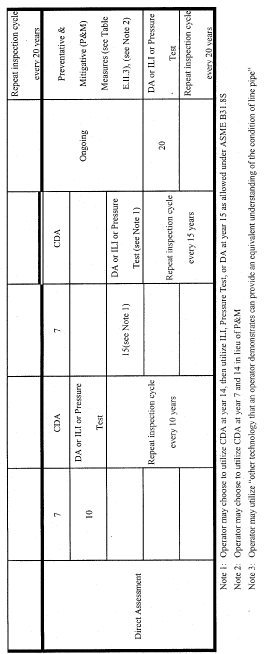 Repeat inspection cycle
every 20 years
Direct Assessment
7
CDA
7
CDA
Ongoing
Preventative &
Mitigative (P&M)
Measures (see Table
E.II.3), (see Note 2)
10
DA or ILI or Pressure
Test
15(see Note 1)
DA or ILI or Pressure
Test (see Note 1)
20
DA or ILI or Pressure
Test
Repeat inspection cycle
every 10 years
Repeat inspection cycle
every 15 years
Repeat inspection cycle
every 20 years
Note 1: Operator may choose to utilize CDA at year 14, then utilize ILI, Pressure Test, or DA at year 15 as allowed under ASME B31.8S
Note 2: Operator may choose to utilize CDA at year 7 and 14 in lieu of P&M
Note 3: Operator may utilize "other technology that an operator demonstrates can provide an equivalent understanding of the condition of line pipe"